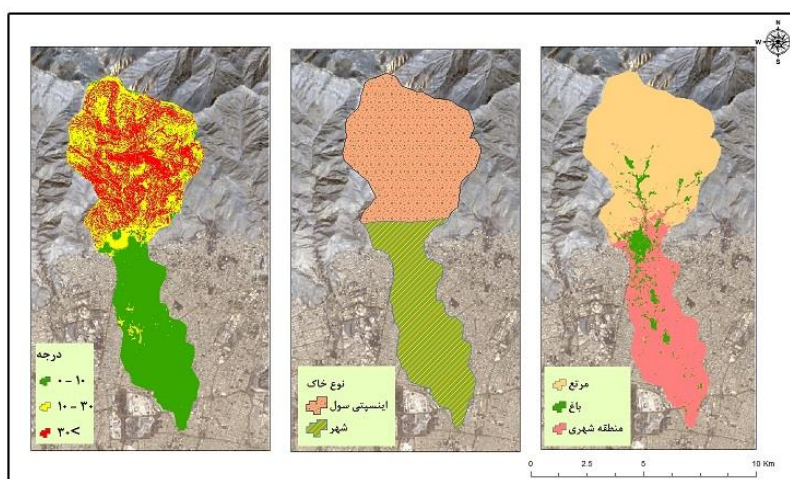 N
W E
S
درجه
۰ - ۱۰
۱۰ - ۳۰
۳۰>
نوع خاک
اینسپتی سول
شهر
مرتع
باغ
منطقه شهری
0 2.5 5 10 Km